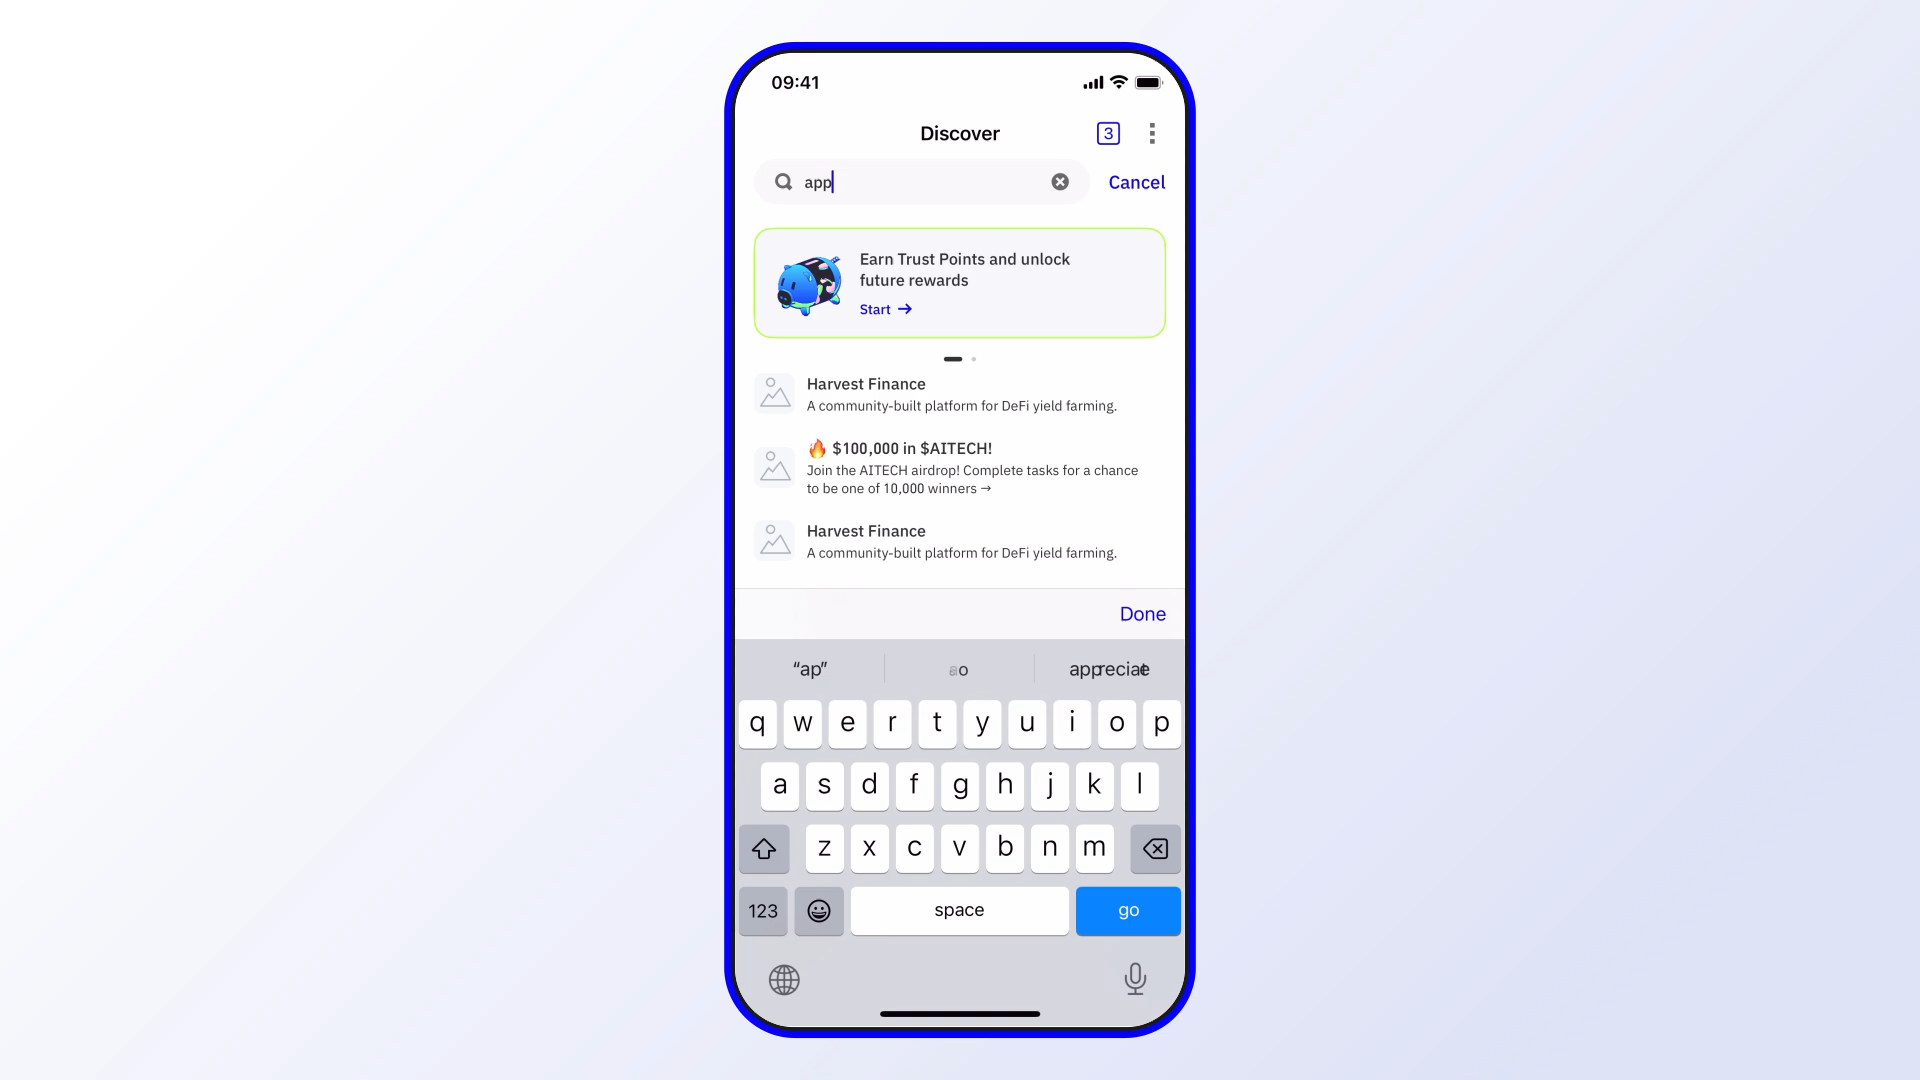 09:41
Discover
3
app
Cancel
Earn Trust Points and unlock
future rewards
Start →
Harvest Finance
A community-built platform for DeFi yield farming.
🔥 $100,000 in $AITECH!
Join the AITECH airdrop! Complete tasks for a chance
to be one of 10,000 winners →
Harvest Finance
A community-built platform for DeFi yield farming.
Done
“ap”
q w e r t y u i o p
a s d f g h j k l
z x c v b n m
123 space go